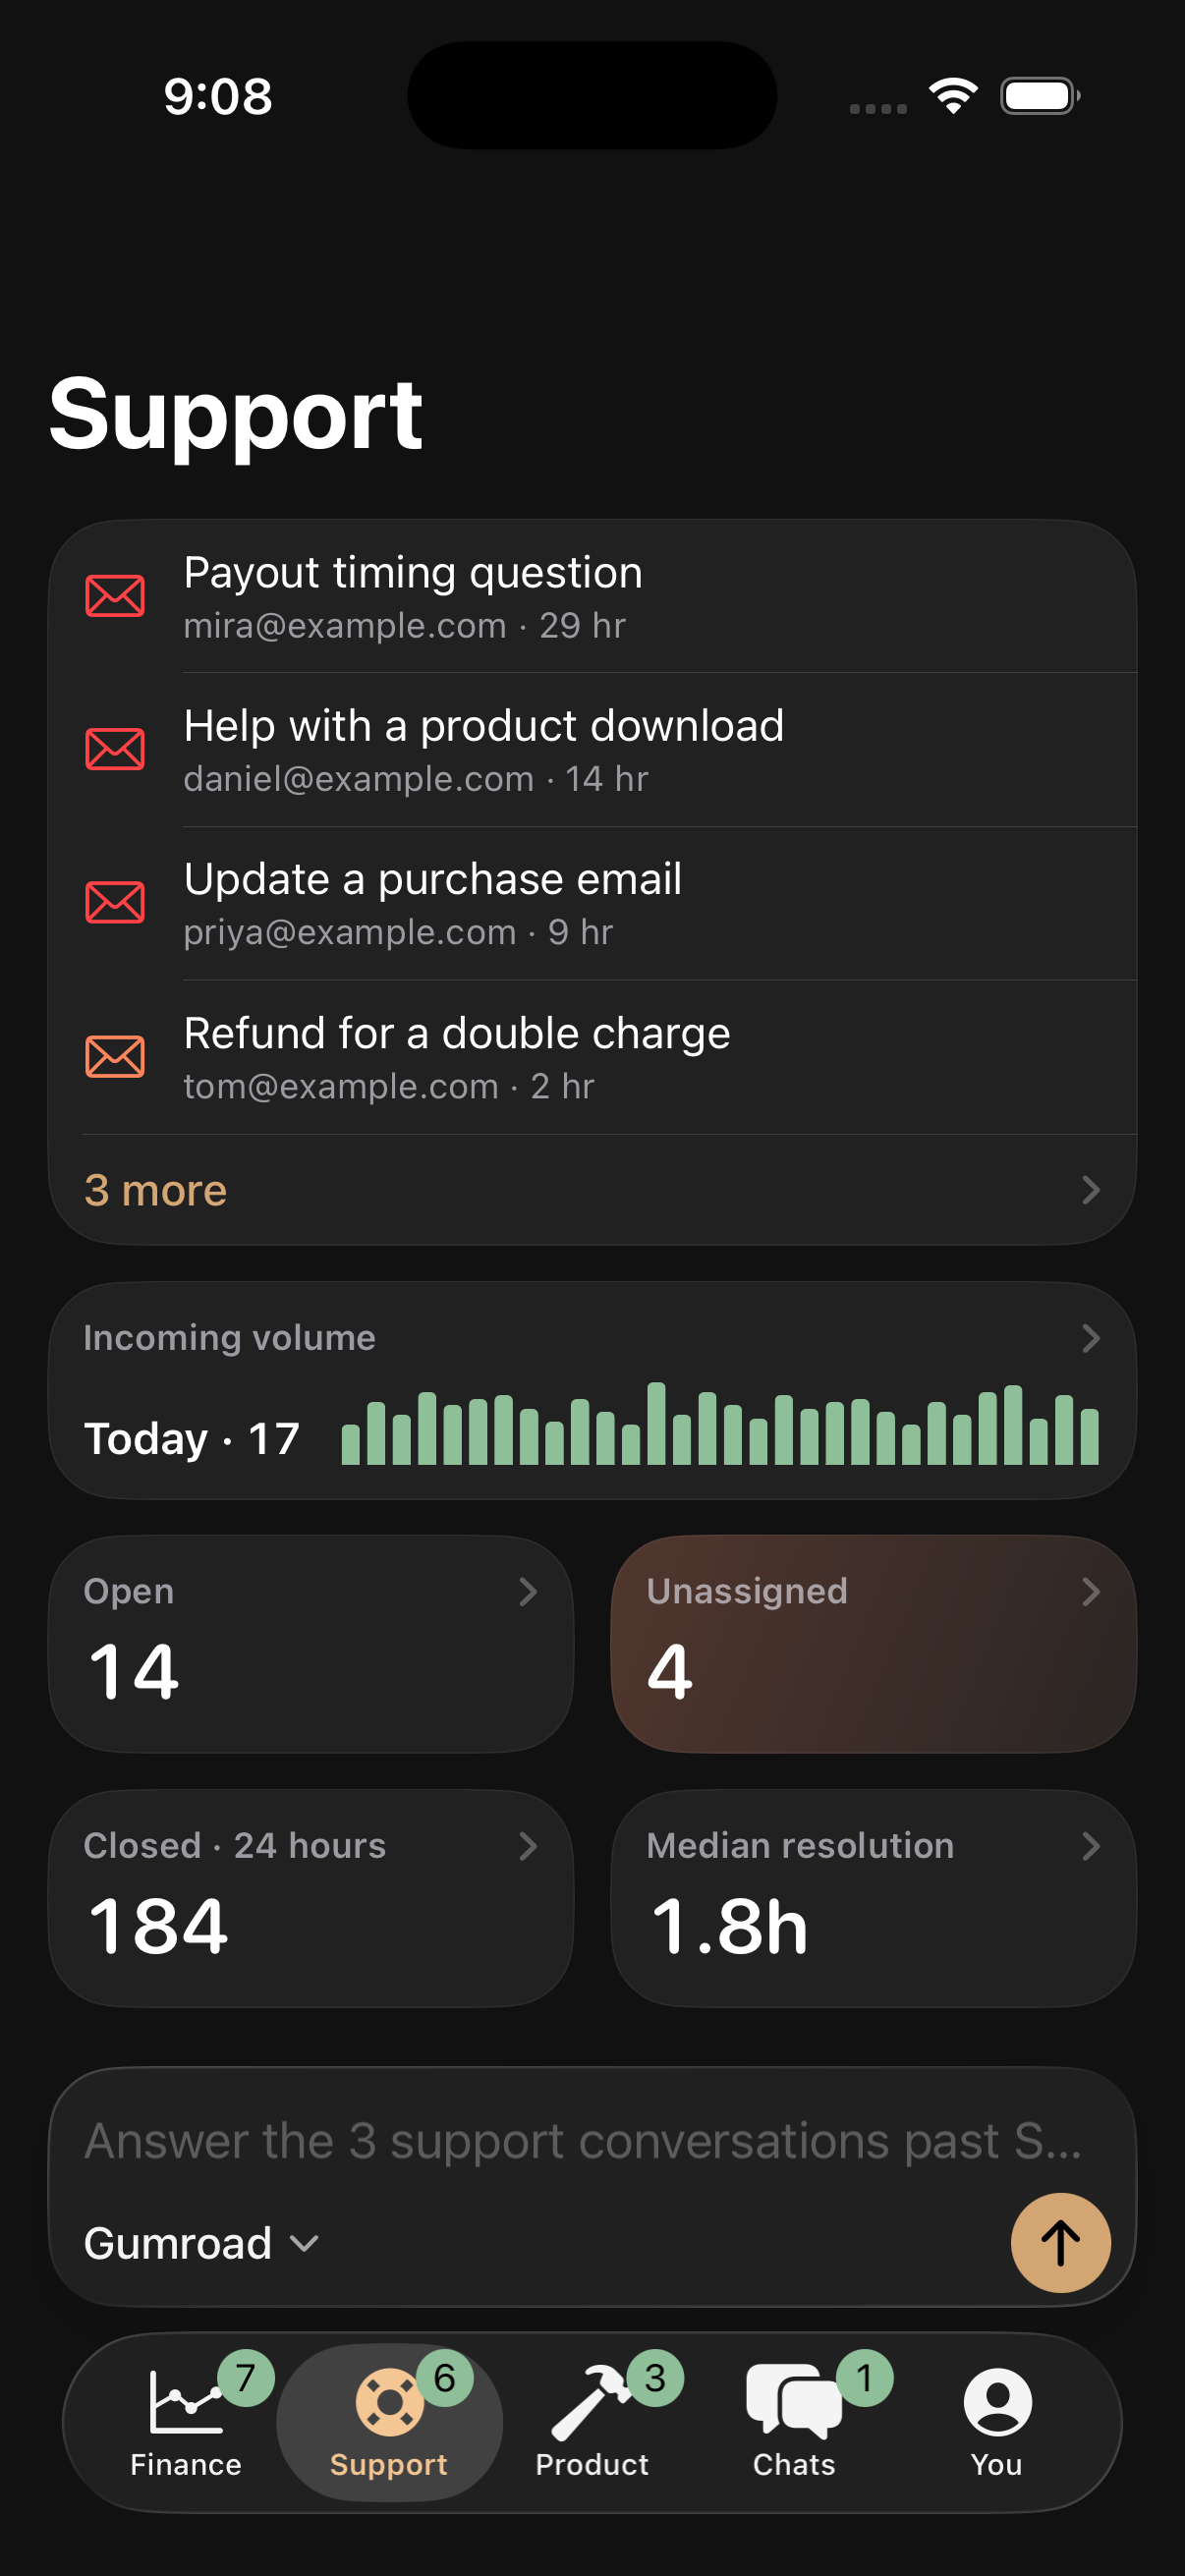 9:08
Support
Payout timing question
mira@example.com · 29 hr
Help with a product download
daniel@example.com · 14 hr
Update a purchase email
priya@example.com · 9 hr
Refund for a double charge
tom@example.com · 2 hr
3 more
Incoming volume
Today · 17
Open
14
Unassigned
4
Closed · 24 hours
184
Median resolution
1.8h
Answer the 3 support conversations past S...
Gumroad
7
6
3
1
Finance
Support
Product
Chats
You